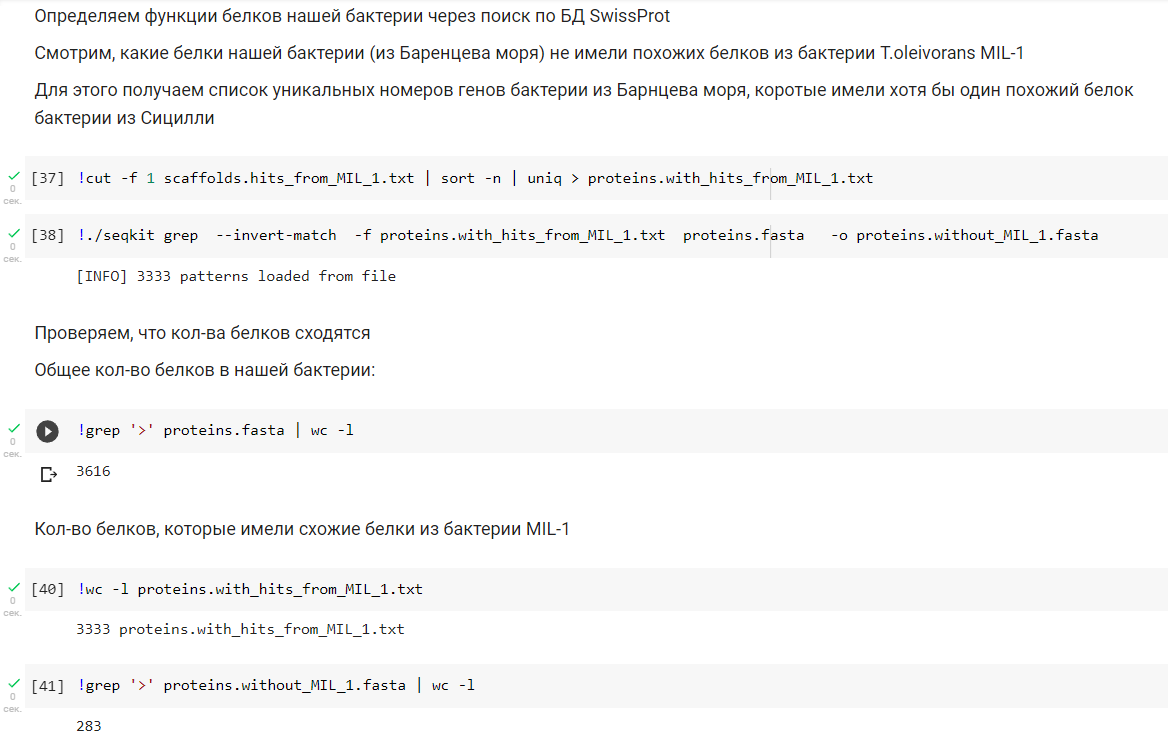 Определяем функции белков нашей бактерии через поиск по БД SwissProt
Смотрим, какие белки нашей бактерии (из Баренцева моря) не имели похожих белков из бактерии T.oleivorans MIL-1
Для этого получаем список уникальных номеров генов бактерии из Барнцева моря, коротые имели хотя бы один похожий белок
бактерии из Сицилли
0
сек.
[37] !cut -f 1 scaffolds.hits_from_MIL_1.txt | sort -n | uniq > proteins.with_hits_from_MIL_1.txt
0
сек.
[38] !./seqkit grep  --invert-match  -f proteins.with_hits_from_MIL_1.txt  proteins.fasta   -o proteins.without_MIL_1.fasta
[INFO] 3333 patterns loaded from file
Проверяем, что кол-ва белков сходятся
Общее кол-во белков в нашей бактерии:
0
сек.
!grep '>' proteins.fasta | wc -l
3616
Кол-во белков, которые имели схожие белки из бактерии MIL-1
0
сек.
[40] !wc -l proteins.with_hits_from_MIL_1.txt
3333 proteins.with_hits_from_MIL_1.txt
0
сек.
[41] !grep '>' proteins.without_MIL_1.fasta | wc -l
283